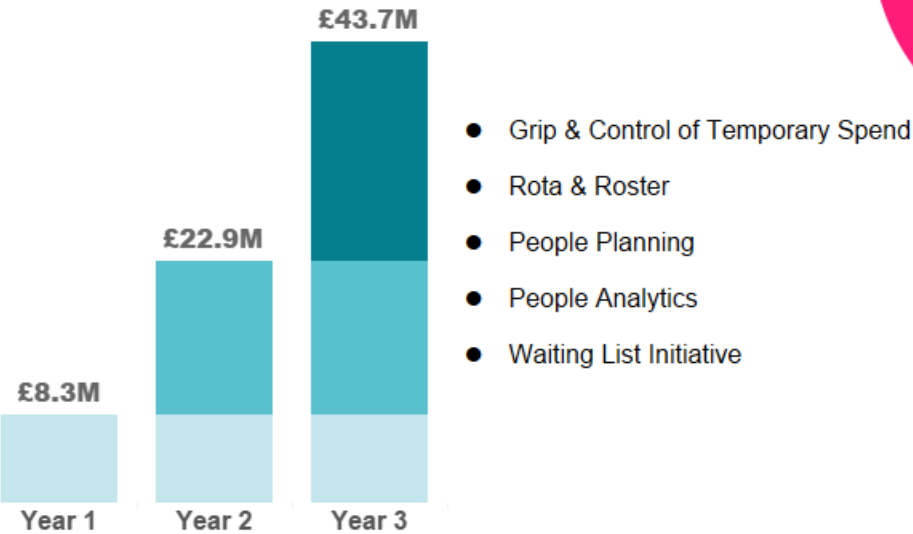 £43.7M
£22.9M
£8.3M
Year 1 Year 2 Year 3
● Grip & Control of Temporary Spend
● Rota & Roster
● People Planning
● People Analytics
● Waiting List Initiative